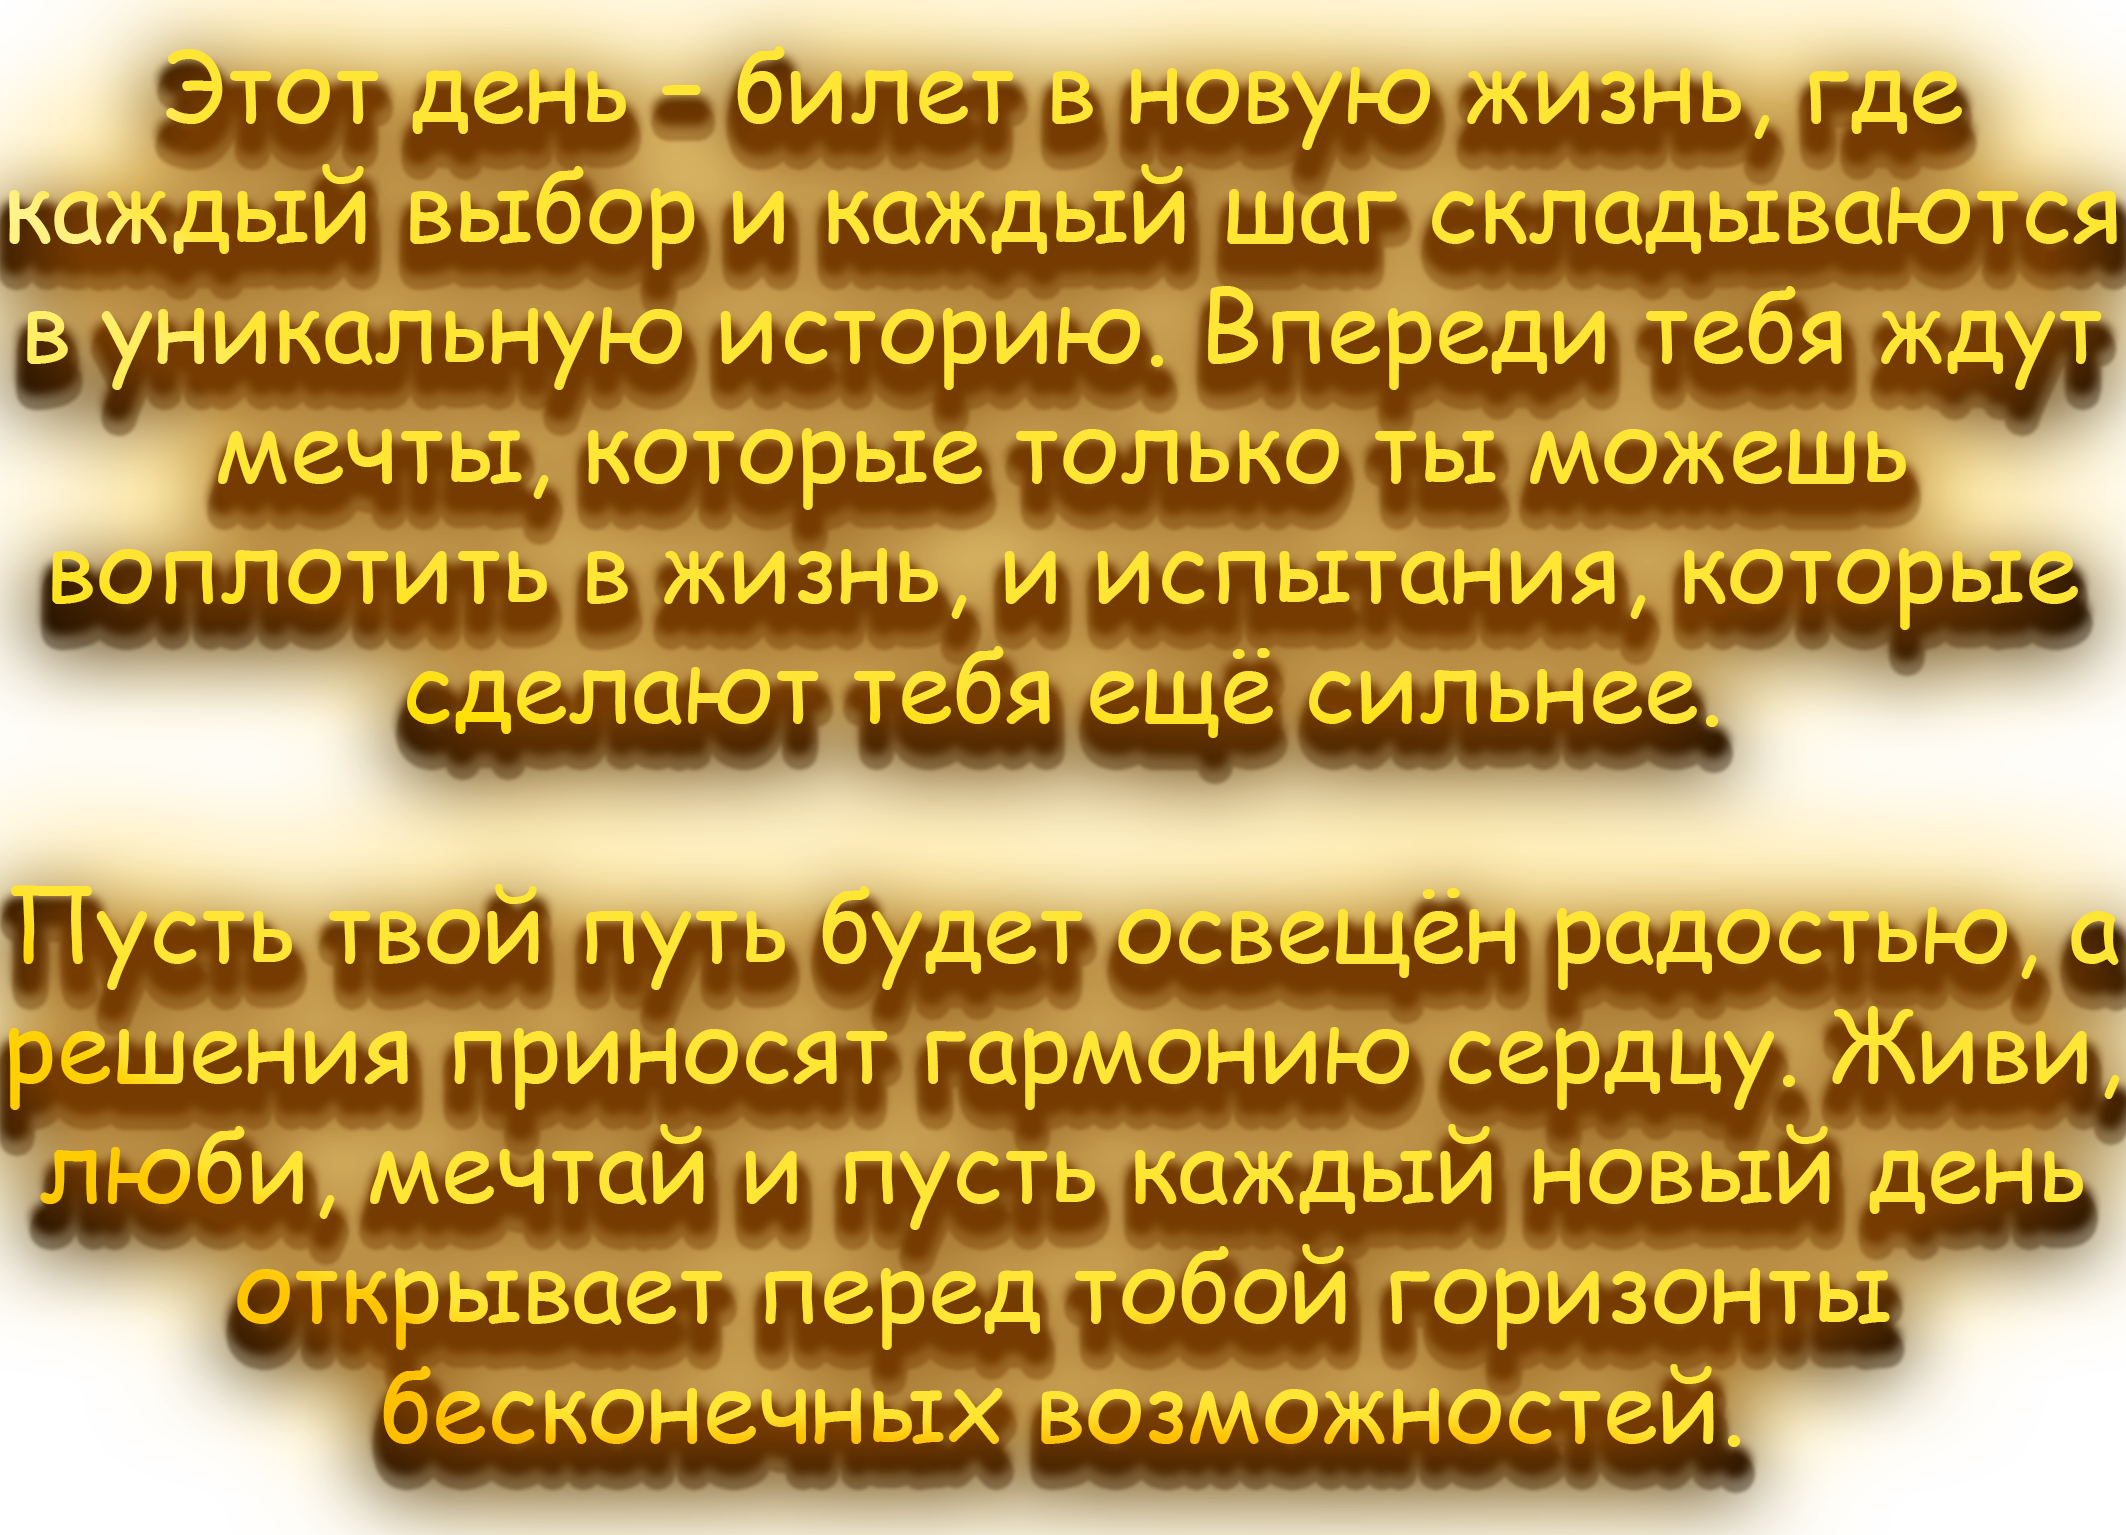 Этот день – билет в новую жизнь, где
каждый выбор и каждый шаг складываются
в уникальную историю. Впереди тебя ждут
мечты, которые только ты можешь
воплотить в жизнь, и испытания, которые
сделают тебя ещё сильнее.
Пусть твой путь будет освещён радостью, а
решения приносят гармонию сердцу. Живи,
люби, мечтай и пусть каждый новый день
открывает перед тобой горизонты
бесконечных возможностей.